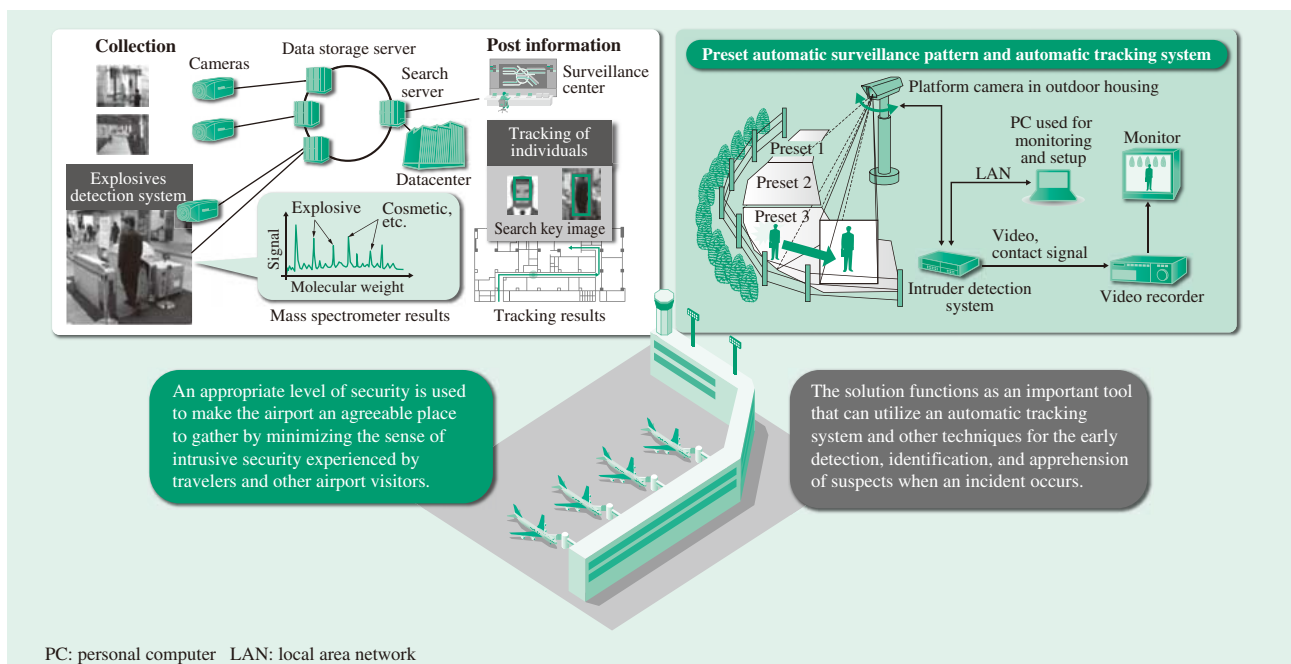 Collection
Cameras
Data storage server
Search
server
Datacenter
Post information
Surveillance
center
Tracking of
individuals
Search key image
Tracking results
Explosives
detection system
Explosive
Cosmetic,
etc.
Signal
Molecular weight
Mass spectrometer results
Preset automatic surveillance pattern and automatic tracking system
Platform camera in outdoor housing
PC used for
monitoring
and setup
Monitor
LAN
Preset 1
Preset 2
Preset 3
Video,
contact signal
Intruder detection
system
Video recorder
An appropriate level of security is used
to make the airport an agreeable place
to gather by minimizing the sense of
intrusive security experienced by
travelers and other airport visitors.
The solution functions as an important tool
that can utilize an automatic tracking
system and other techniques for the early
detection, identification, and apprehension
of suspects when an incident occurs.
PC: personal computer LAN: local area network